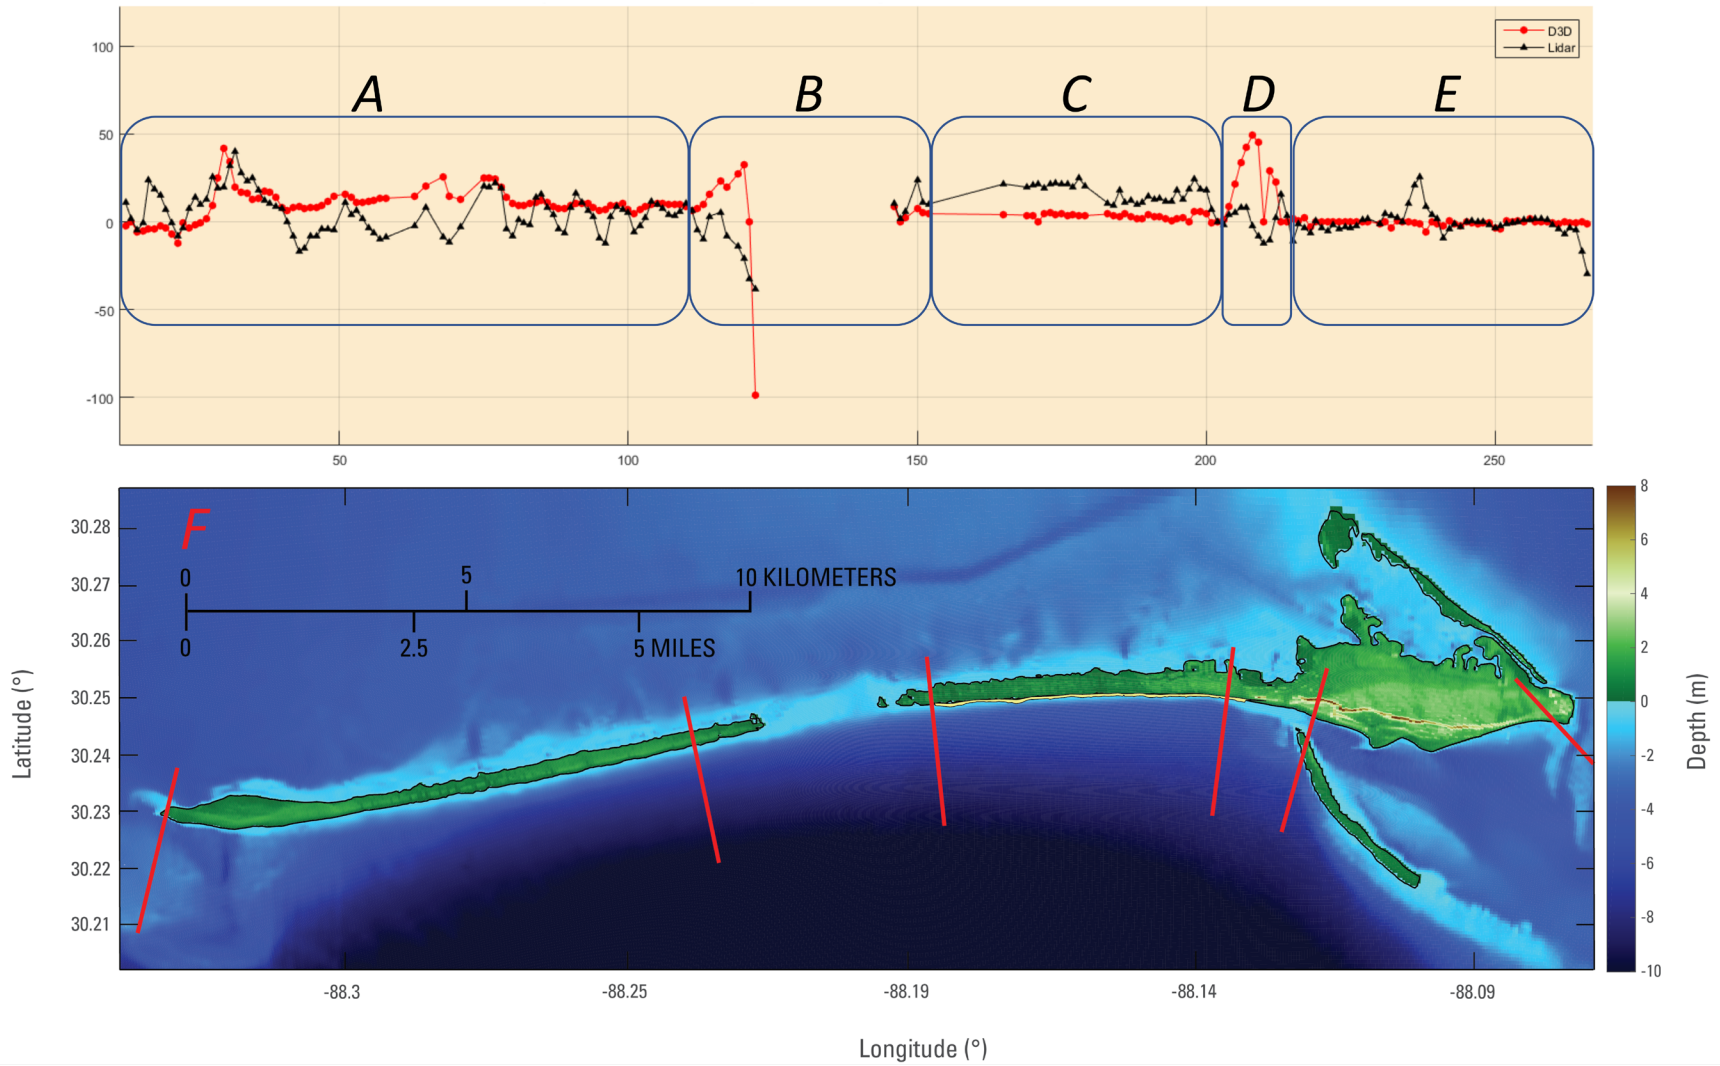 100
50
0
-50
-100
D3D
Lidar
A B C D E
50 100 150 200 250
F
0 5 10 KILOMETERS
0 2.5 5 MILES
30.28
30.27
30.26
30.25
30.24
30.23
30.22
30.21
Latitude (°)
-88.3 -88.25 -88.19 -88.14 -88.09
Longitude (°)
8
6
4
2
0
-2
-4
-6
-8
-10
Depth (m)